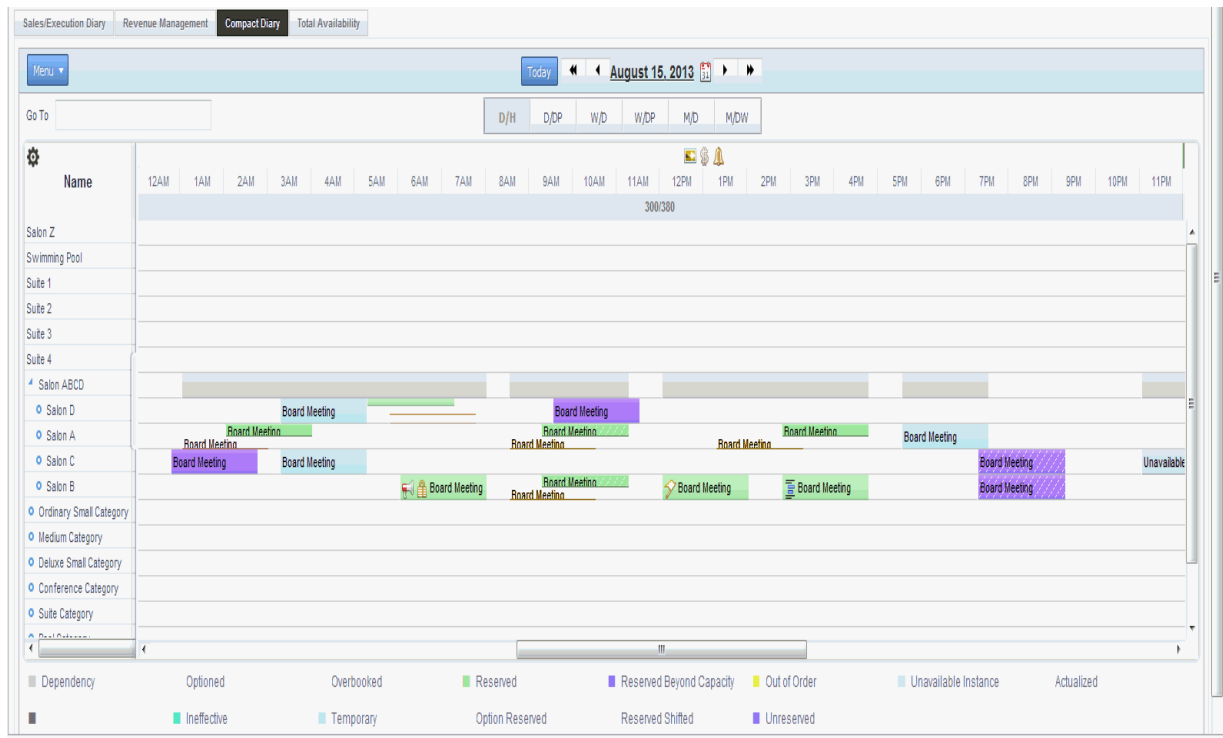 Sales/Execution Diary Revenue Management Compact Diary Total Availability
Menu Today August 15, 2013 31
Go To D/H D/DP W/D W/DP M/D M/DW
Name 12AM 1AM 2AM 3AM 4AM 5AM 6AM 7AM 8AM 9AM 10AM 11AM 12PM 1PM 2PM 3PM 4PM 5PM 6PM 7PM 8PM 9PM 10PM 11PM
300/380
Salon Z
Swimming Pool
Suite 1
Suite 2
Suite 3
Suite 4
Salon ABCD
Salon D Board Meeting Board Meeting
Salon A Board Meeting Board Meeting Board Meeting Board Meeting Board Meeting Board Meeting Board Meeting
Salon C Board Meeting Board Meeting Board Meeting Unavailable
Salon B Board Meeting Board Meeting Board Meeting Board Meeting Board Meeting Board Meeting
Ordinary Small Category
Medium Category
Deluxe Small Category
Conference Category
Suite Category
Pool Category
Dependency Optioned Overbooked Reserved Reserved Beyond Capacity Out of Order Unavailable Instance Actualized
Ineffective Temporary Option Reserved Reserved Shifted Unreserved